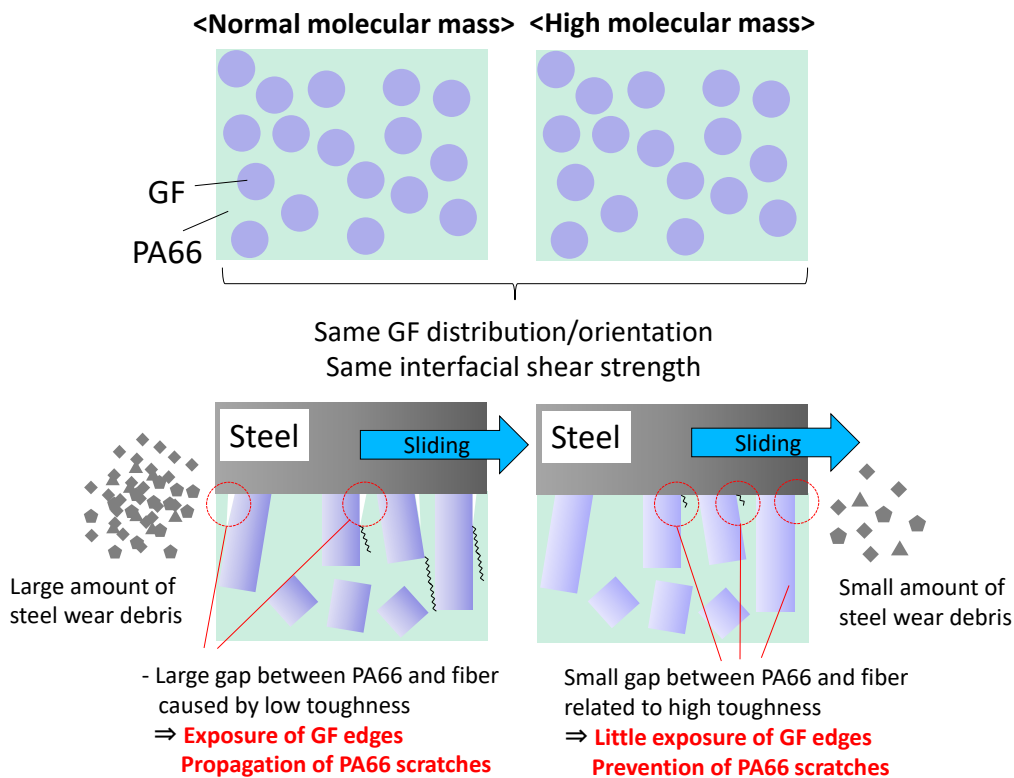 <Normal molecular mass>
<High molecular mass>
GF
PA66
Same GF distribution/orientation
Same interfacial shear strength
Steel
Sliding
Steel
Sliding
Large amount of
steel wear debris
Small amount of
steel wear debris
- Large gap between PA66 and fiber
caused by low toughness
⇒ Exposure of GF edges
Propagation of PA66 scratches
Small gap between PA66 and fiber
related to high toughness
⇒ Little exposure of GF edges
Prevention of PA66 scratches